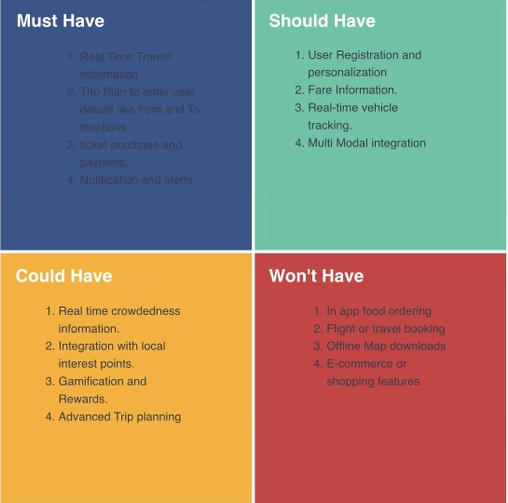 Must Have
1. Real Time Transit
information
2. Trip Plan to enter user
details like from and To
locations.
3. ticket purchase and
payment.
4. Notification and alerts
Should Have
1. User Registration and
personalization
2. Fare Information.
3. Real-time vehicle
tracking.
4. Multi Modal integration
Could Have
1. Real time crowdedness
information.
2. Integration with local
interest points.
3. Gamification and
Rewards.
4. Advanced Trip planning
Won't Have
1. In app food ordering
2. Flight or travel booking
3. Offline Map downloads
4. E-commerce or
shopping features